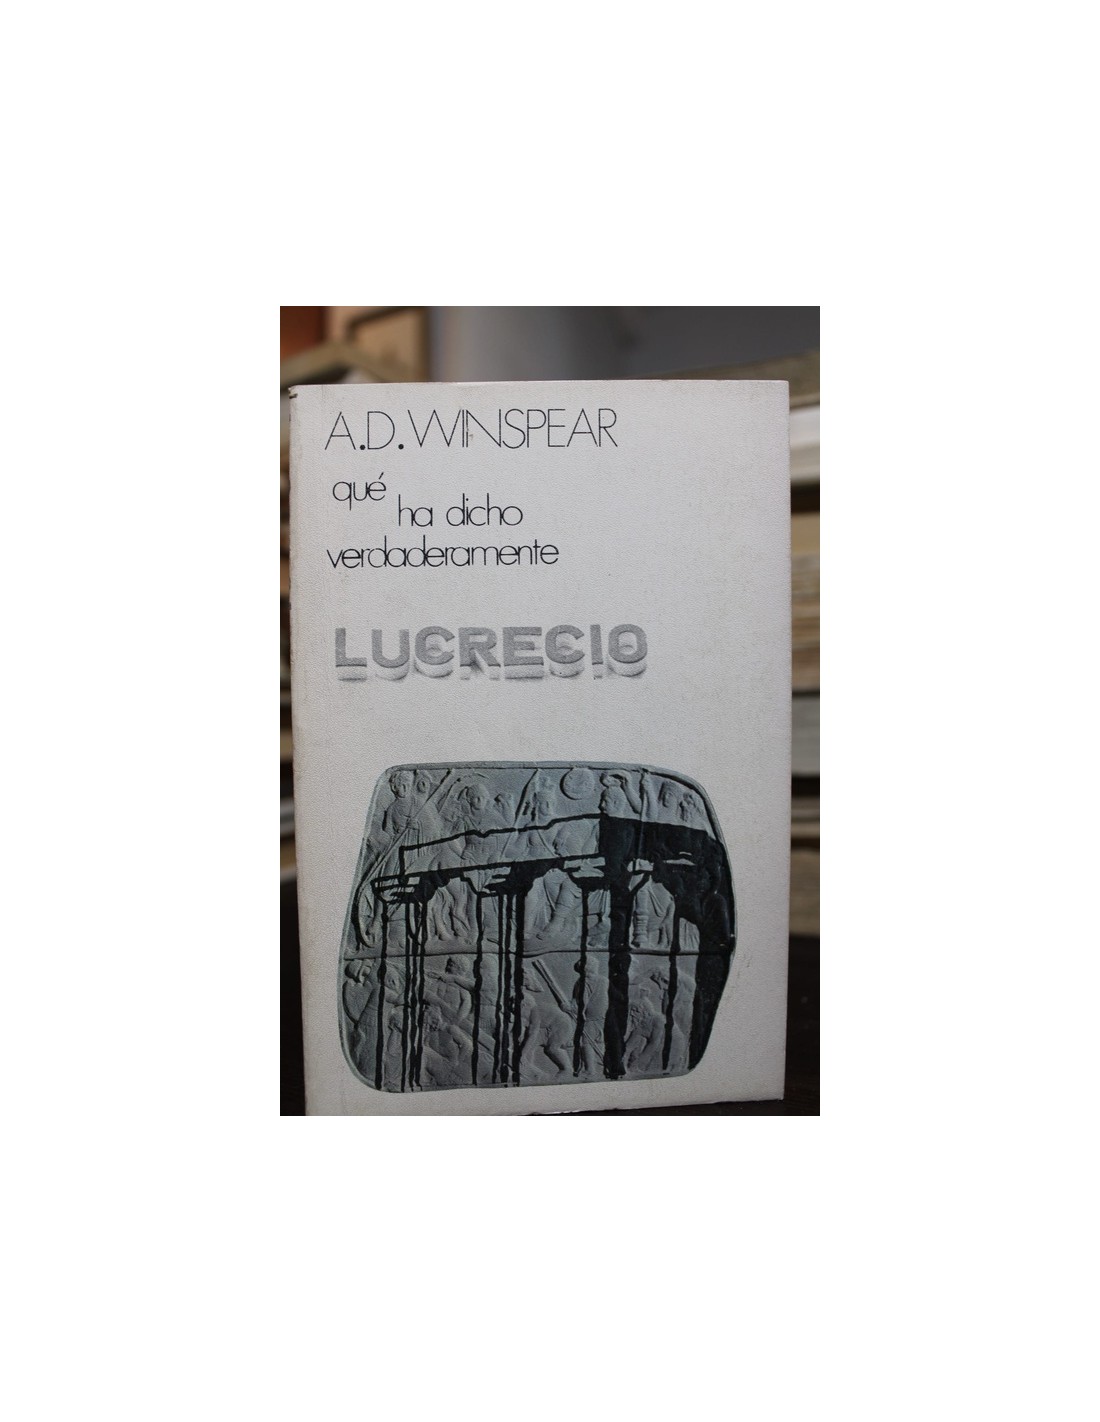 A.D. WINSPEAR
qué
ha dicho
verdaderamente
LUCRECIO